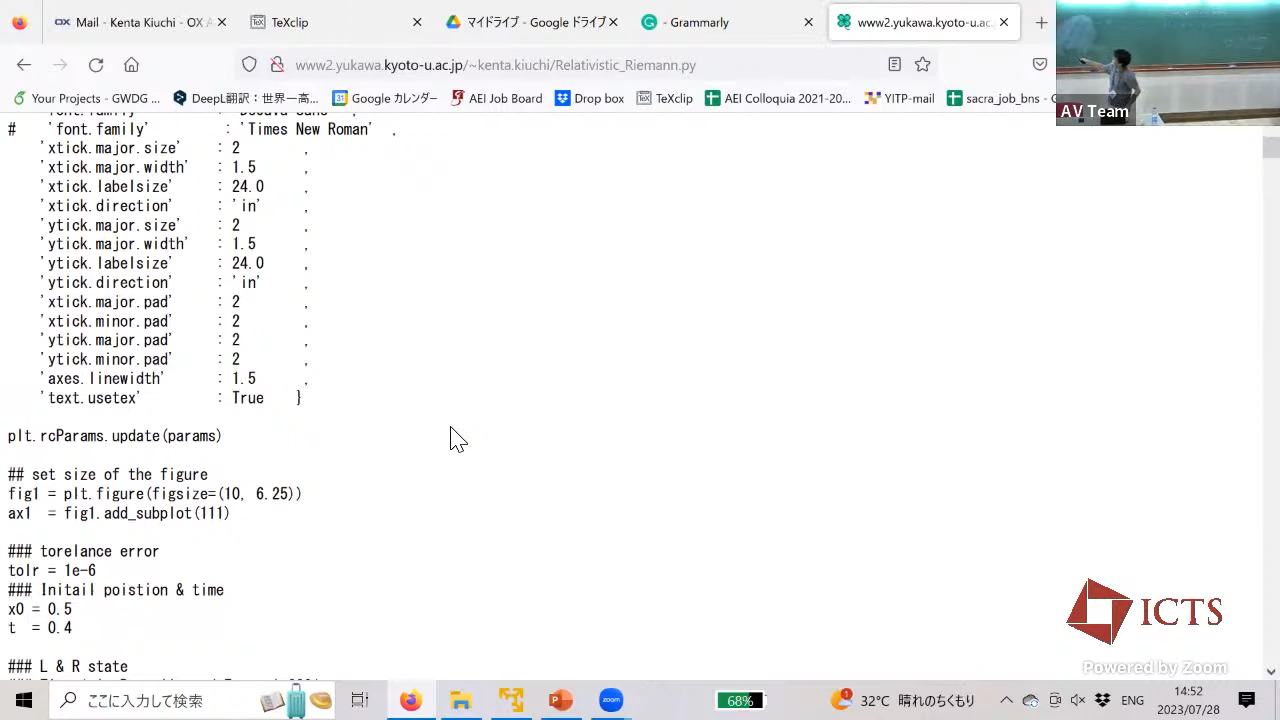 Mail - Kenta Kiuchi - OX A
TeXclip
マイドライブ - Google ドライブ
- Grammarly
www2.yukawa.kyoto-u.ac.
www2.yukawa.kyoto-u.ac.jp/~kenta.kiuchi/Relativistic_Riemann.py
Your Projects - GWDG ...
DeepL翻訳：世界一高...
Google カレンダー
AEI Job Board
Drop box
TeXclip
AEI Colloquia 2021-20...
YITP-mail
sacra_job_bns - G
AV Team
# 'font.family' : 'Times New Roman' ,
'xtick.major.size' : 2 ,
'xtick.major.width' : 1.5 ,
'xtick.labelsize' : 24.0 ,
'xtick.direction' : 'in' ,
'ytick.major.size' : 2 ,
'ytick.major.width' : 1.5 ,
'ytick.labelsize' : 24.0 ,
'ytick.direction' : 'in' ,
'xtick.major.pad' : 2 ,
'xtick.minor.pad' : 2 ,
'ytick.major.pad' : 2 ,
'ytick.minor.pad' : 2 ,
'axes.linewidth' : 1.5 ,
'text.usetex' : True }
plt.rcParams.update(params)
## set size of the figure
fig1 = plt.figure(figsize=(10, 6.25))
ax1 = fig1.add_subplot(111)
### torelance error
tolr = 1e-6
### Initail poistion & time
x0 = 0.5
t = 0.4
### L & R state
ICTS
Powered by Zoom
ここに入力して検索
zoom
68%
1
32°C 晴れのちくもり
ENG
14:52
2023/07/28